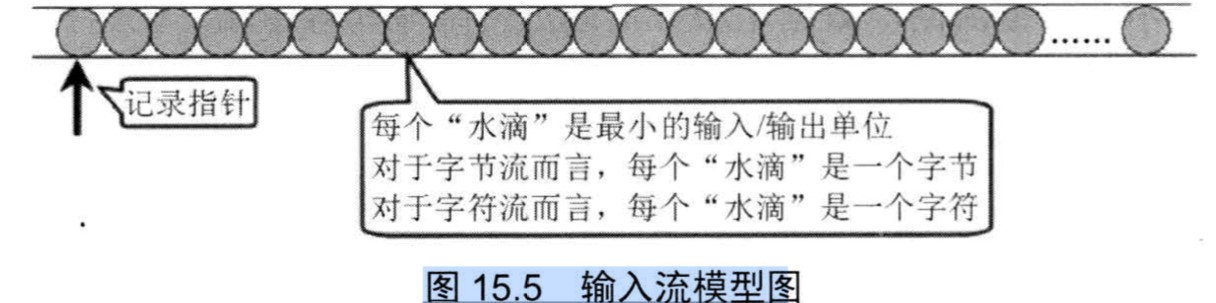 ……
记录指针
每个“水滴”是最小的输入/输出单位
对于字节流而言，每个“水滴”是一个字节
对于字符流而言，每个“水滴”是一个字符
图 15.5 输入流模型图